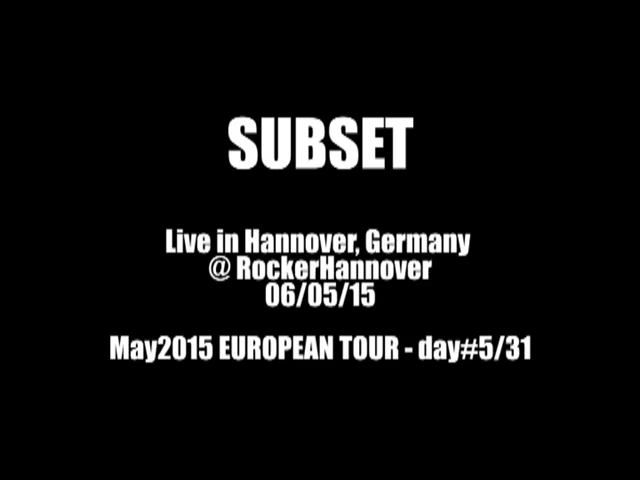 SUBSET
Live in Hannover, Germany
@ RockerHannover
06/05/15
May2015 EUROPEAN TOUR - day#5/31